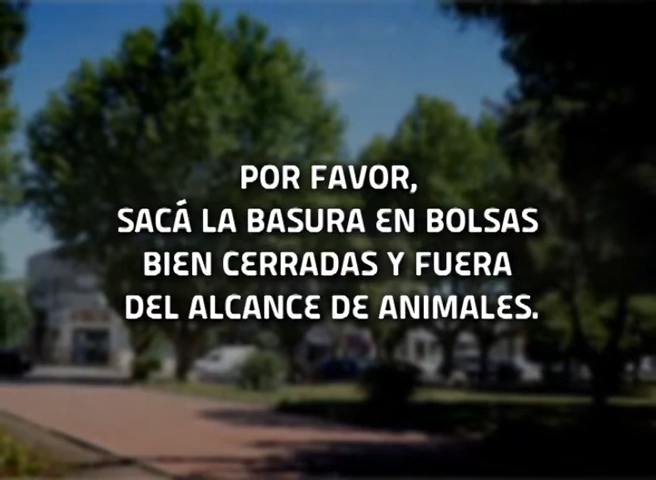 POR FAVOR,
SACÁ LA BASURA EN BOLSAS
BIEN CERRADAS Y FUERA
DEL ALCANCE DE ANIMALES.